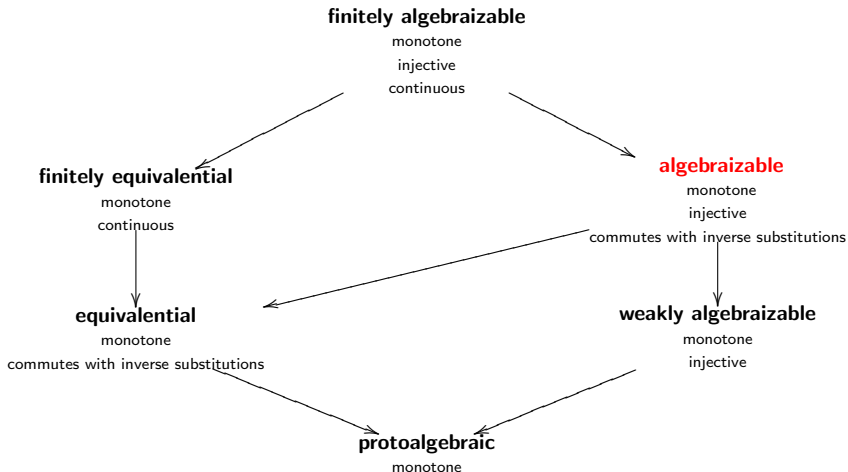 finitely algebraizable
monotone
injective
continuous
finitely equivalential
monotone
continuous
algebraizable
monotone
injective
commutes with inverse substitutions
equivalential
monotone
commutes with inverse substitutions
weakly algebraizable
monotone
injective
protoalgebraic
monotone